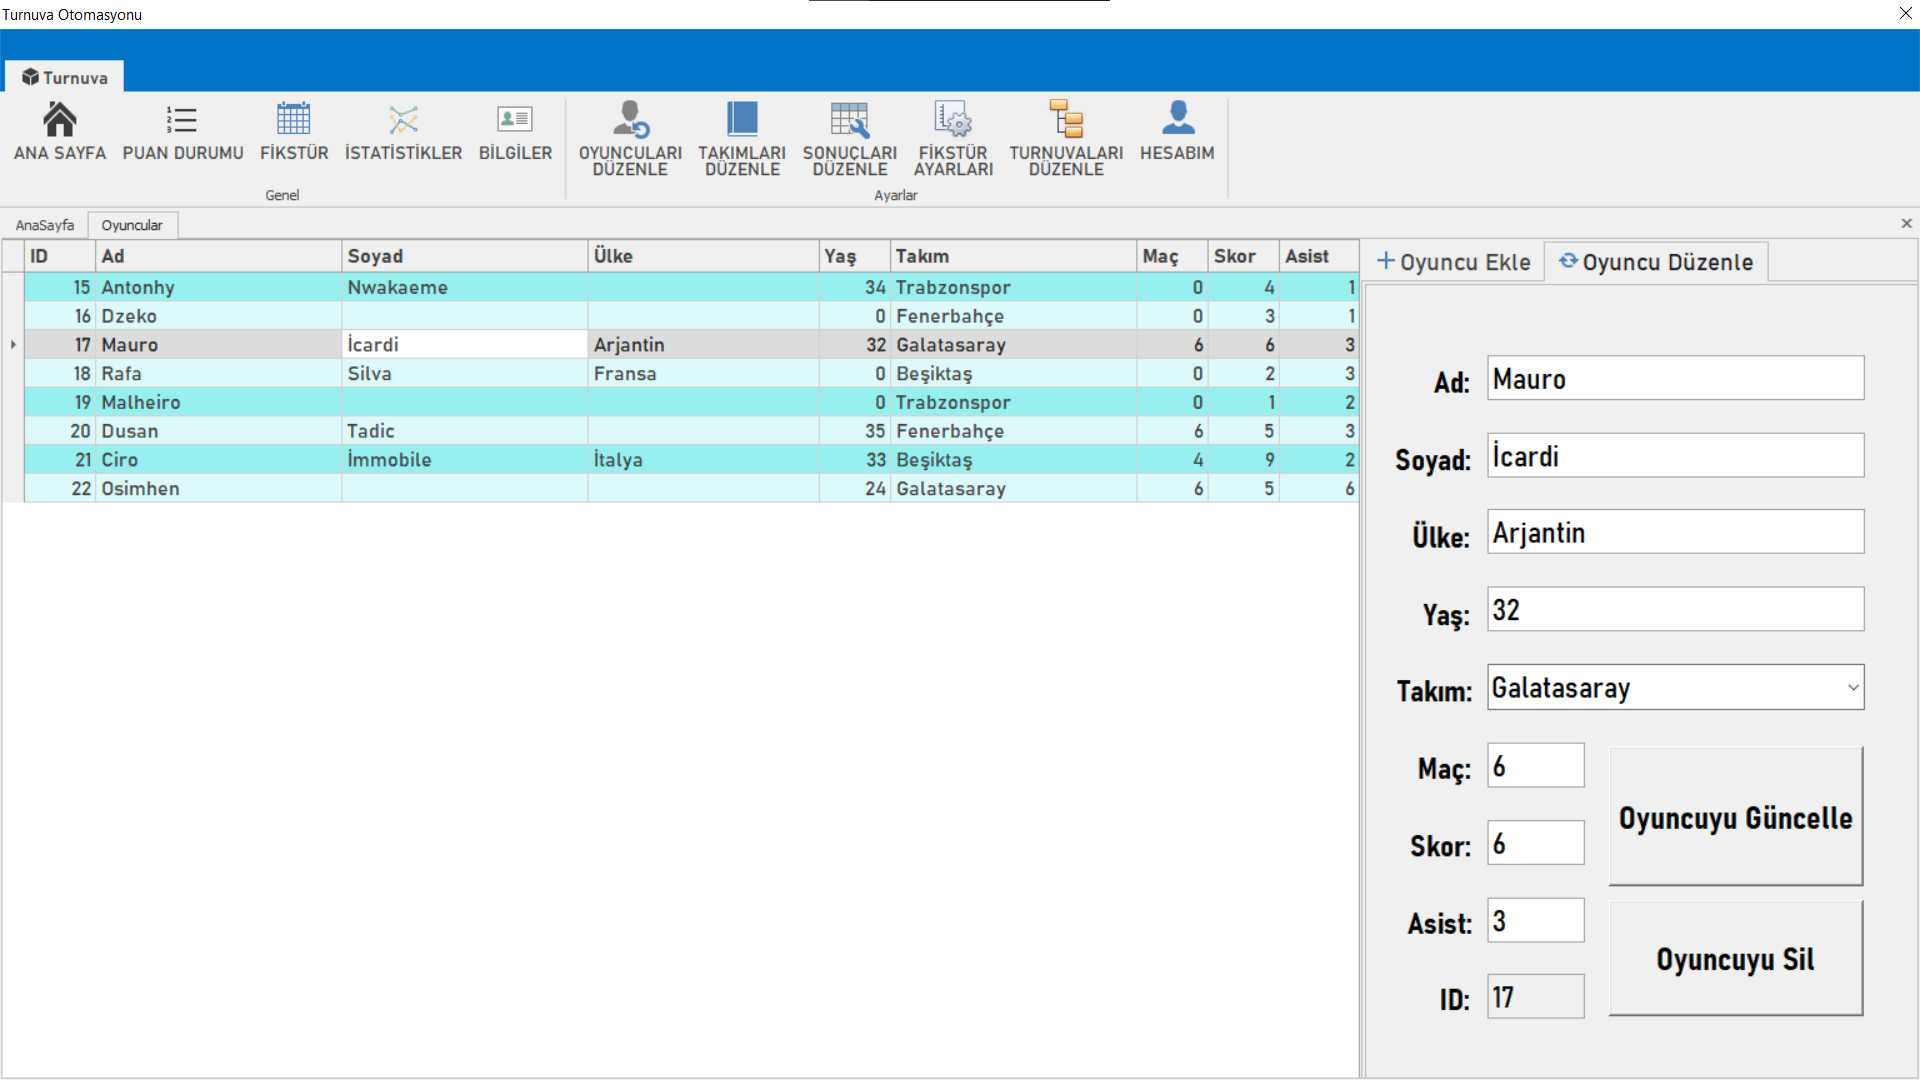 Turnuva Otomasyonu
Turnuva
ANA SAYFA PUAN DURUMU FİKSTÜR İSTATİSTİKLER BİLGİLER
OYUNCULARI DÜZENLE
TAKIMLARI DÜZENLE
SONUÇLARI DÜZENLE
FİKSTÜR AYARLARI
TURNUVALARI DÜZENLE
HESABIM
Genel
Ayarlar
AnaSayfa Oyuncular
ID Ad Soyad Ülke Yaş Takım Maç Skor Asist
15 Antonhy Nwakaeme 34 Trabzonspor 0 4 1
16 Dzeko 0 Fenerbahçe 0 3 1
17 Mauro İcardi Arjantin 32 Galatasaray 6 6 3
18 Rafa Silva Fransa 0 Beşiktaş 0 2 3
19 Malheiro 0 Trabzonspor 0 1 2
20 Dusan Tadic 35 Fenerbahçe 6 5 3
21 Ciro İmmobile İtalya 33 Beşiktaş 4 9 2
22 Osimhen 24 Galatasaray 6 5 6
Oyuncu Ekle Oyuncu Düzenle
Ad: Mauro
Soyad: İcardi
Ülke: Arjantin
Yaş: 32
Takım: Galatasaray
Maç: 6
Skor: 6
Asist: 3
ID: 17
Oyuncuyu Güncelle
Oyuncuyu Sil
1
2
3